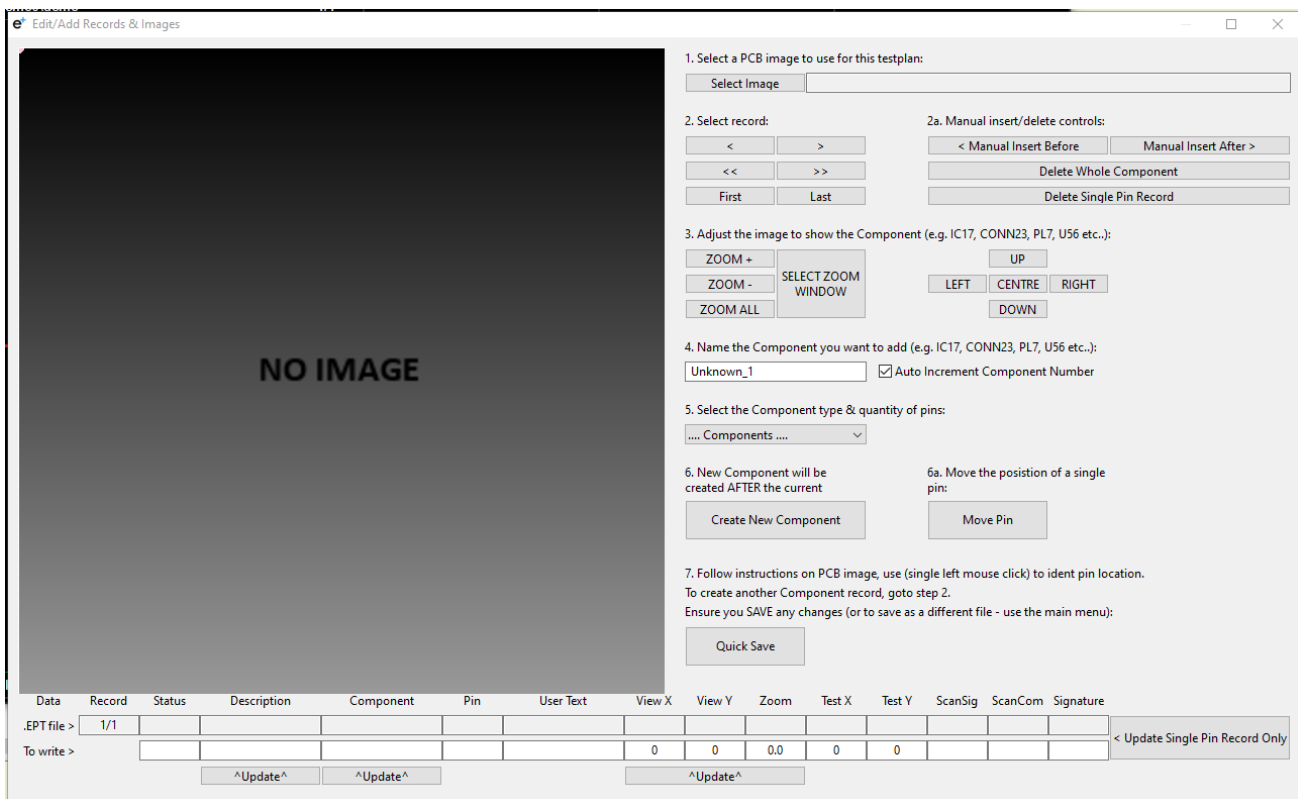 e+ Edit/Add Records & Images
1. Select a PCB image to use for this testplan:
Select Image
2. Select record:
2a. Manual insert/delete controls:
< >
< Manual Insert Before Manual Insert After >
<< >>
Delete Whole Component
First Last
Delete Single Pin Record
3. Adjust the image to show the Component (e.g. IC17, CONN23, PL7, U56 etc..):
ZOOM +
UP
SELECT ZOOM
WINDOW
ZOOM -
LEFT CENTRE RIGHT
ZOOM ALL
DOWN
NO IMAGE
4. Name the Component you want to add (e.g. IC17, CONN23, PL7, U56 etc..):
Unknown_1
Auto Increment Component Number
5. Select the Component type & quantity of pins:
.... Components ....
6. New Component will be
created AFTER the current
6a. Move the posistion of a single
pin:
Create New Component
Move Pin
7. Follow instructions on PCB image, use (single left mouse click) to ident pin location.
To create another Component record, goto step 2.
Ensure you SAVE any changes (or to save as a different file - use the main menu):
Quick Save
Data Record Status Description Component Pin User Text View X View Y Zoom Test X Test Y ScanSig ScanCom Signature
.EPT file > 1/1
To write > 0 0 0.0 0 0
< Update Single Pin Record Only
^Update^ ^Update^ ^Update^